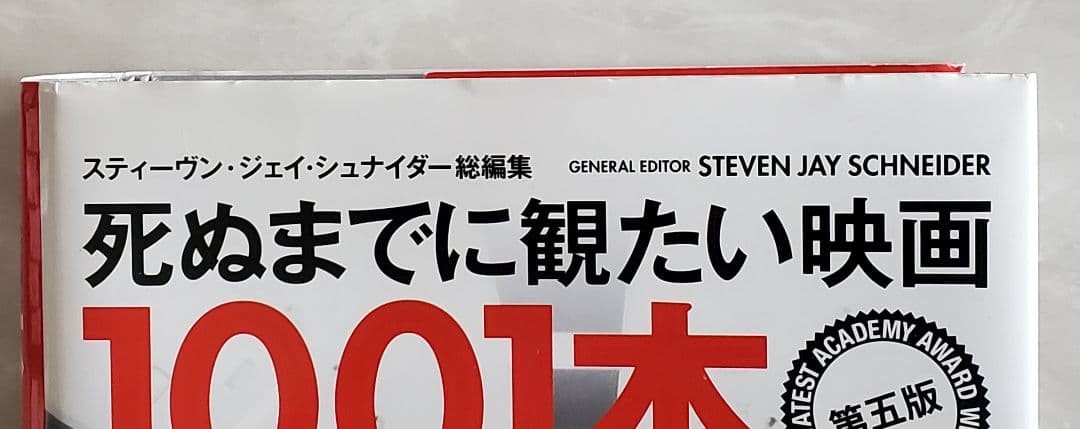 スティーヴン・ジェイ・シュナイダー総編集 GENERAL EDITOR STEVEN JAY SCHNEIDER
死ぬまでに観たい映画
1001本
ACADEMY AWARD
第五版